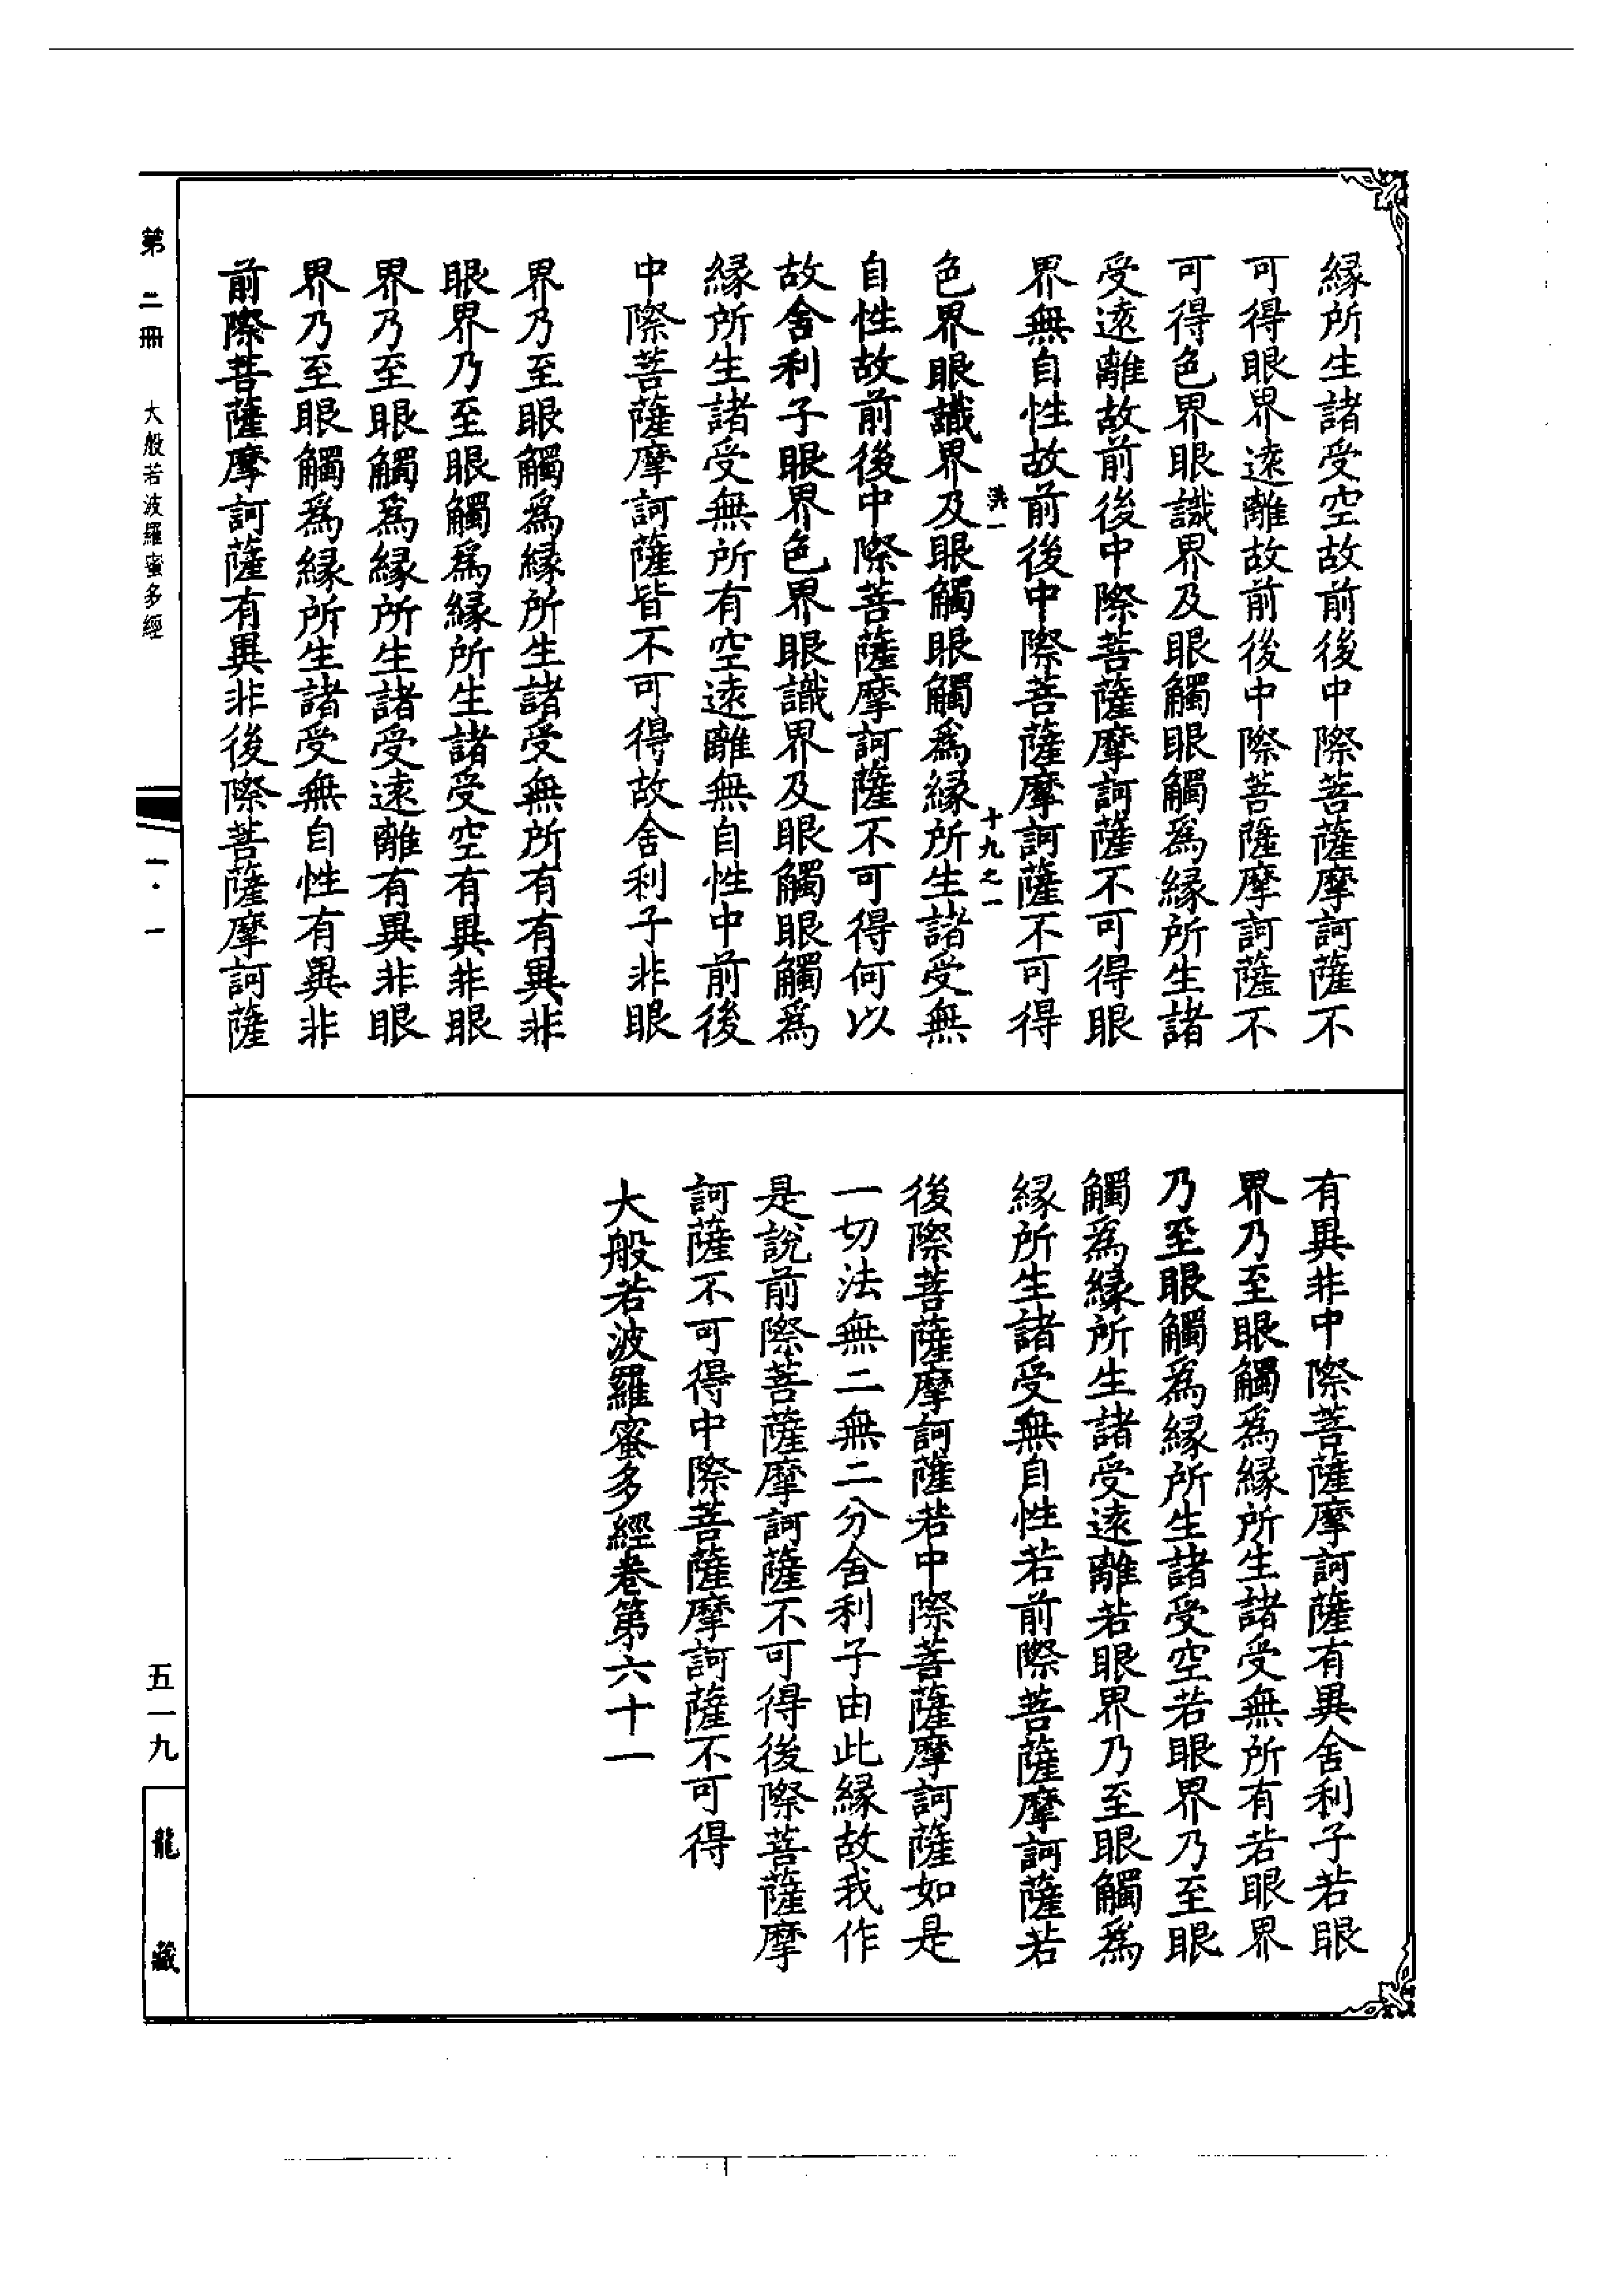 緣所生諸受空故前後中際菩薩摩訶薩不
可得眼界遠離故前後中際菩薩摩訶薩不
可得色界眼識界及眼觸眼觸爲緣所生諸
受遠離故前後中際菩薩摩訶薩不可得眼
界無自性故前後中際菩薩摩訶薩不可得
十九之一
色界眼識界及眼觸眼觸爲緣所生諸受無
自性故前後中際菩薩摩訶薩不可得何以
故舍利子眼界色界眼識界及眼觸眼觸爲
緣所生諸受無所有空遠離無自性中前後
中際菩薩摩訶薩皆不可得故舍利子非眼
界乃至眼觸爲緣所生諸受無所有有異非
眼界乃至眼觸爲緣所生諸受空有異非眼
界乃至眼觸爲緣所生諸受遠離有異非眼
界乃至眼觸爲緣所生諸受無自性有異非
前際菩薩摩訶薩有異非後際菩薩摩訶薩
有異非中際菩薩摩訶薩有異舍利子若眼
界乃至眼觸爲緣所生諸受無所有若眼界
乃至眼觸爲緣所生諸受空若眼界乃至眼
觸爲緣所生諸受遠離若眼界乃至眼觸爲
緣所生諸受無自性若前際菩薩摩訶薩若
後際菩薩摩訶薩若中際菩薩摩訶薩如是
一切法無二無二分舍利子由此緣故我作
是說前際菩薩摩訶薩不可得後際菩薩摩
訶薩不可得中際菩薩摩訶薩不可得
大般若波羅蜜多經卷第六十一
第二冊 大般若波羅蜜多經 一·一
五一九
龍藏